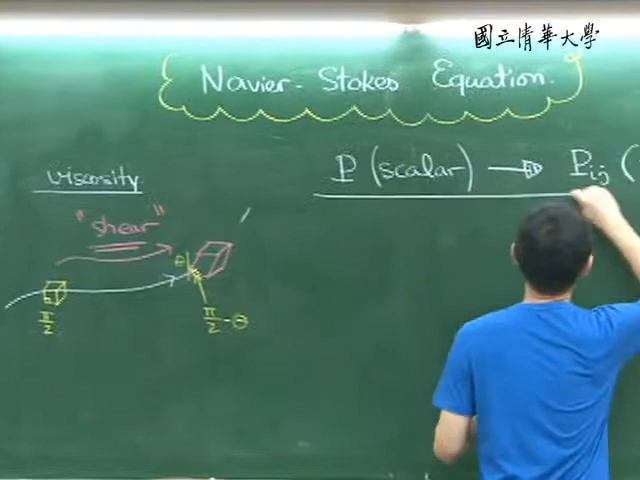 國立清華大學
Navier-Stokes Equation.
viscosity
P (scalar) → Pij (
"shear"
θ
π/2
π/2-θ